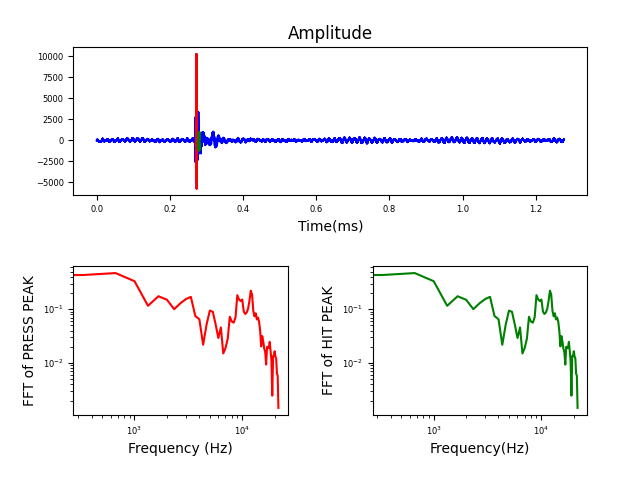 Amplitude
10000
7500
5000
2500
0
−2500
−5000
0.0 0.2 0.4 0.6 0.8 1.0 1.2
Time(ms)
FFT of PRESS PEAK
10⁻¹
10⁻²
10³ 10⁴
Frequency (Hz)
FFT of HIT PEAK
10⁻¹
10⁻²
10³ 10⁴
Frequency(Hz)